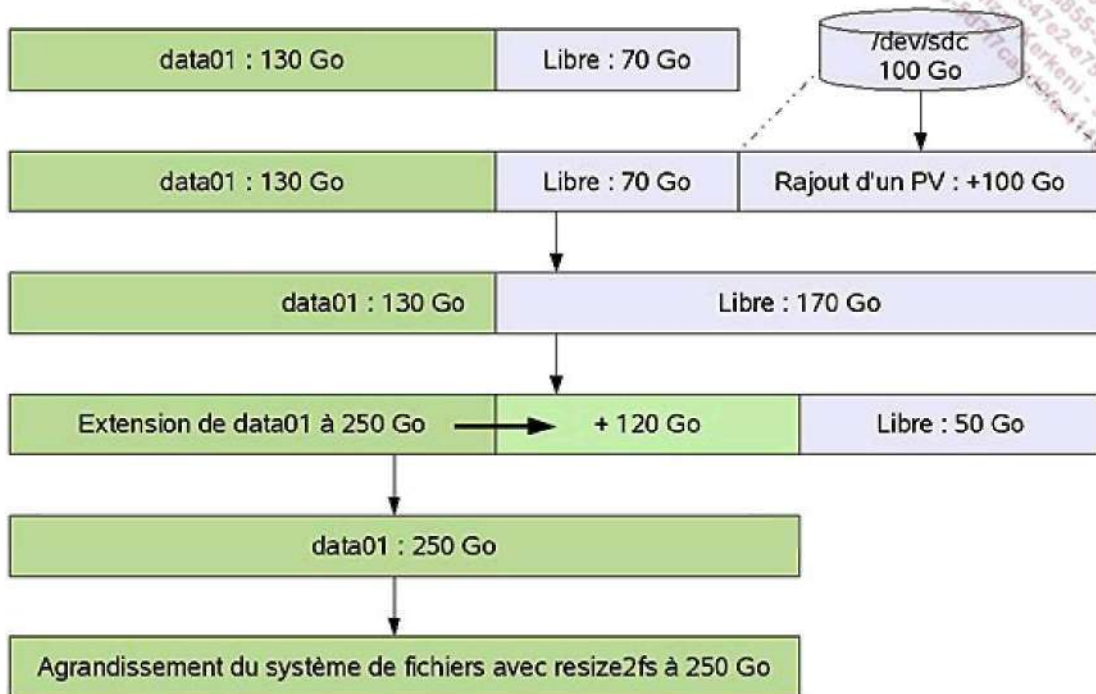 data01 : 130 Go
Libre : 70 Go
/dev/sdc
100 Go
data01 : 130 Go
Libre : 70 Go
Rajout d'un PV : +100 Go
data01 : 130 Go
Libre : 170 Go
Extension de data01 à 250 Go
+ 120 Go
Libre : 50 Go
data01 : 250 Go
Agrandissement du système de fichiers avec resize2fs à 250 Go